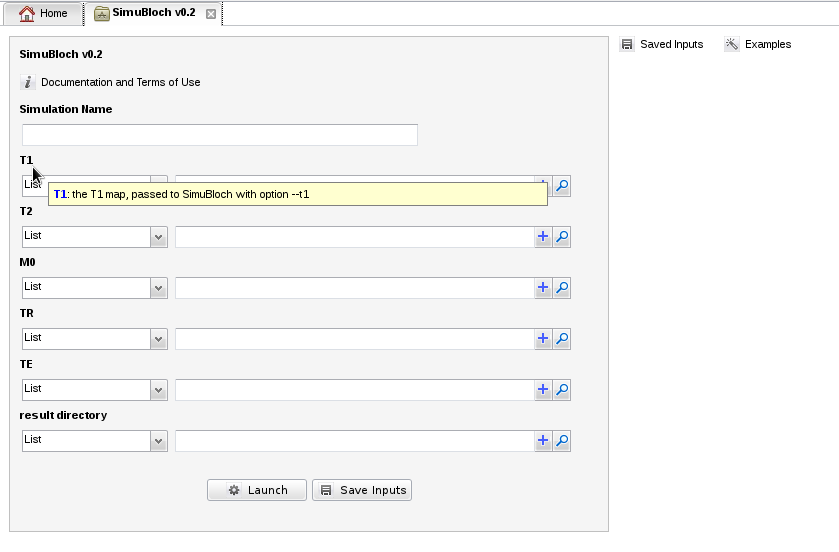 Home
SimuBloch v0.2
Saved Inputs
Examples
SimuBloch v0.2
Documentation and Terms of Use
Simulation Name
T1
List
T1: the T1 map, passed to SimuBloch with option --t1
T2
List
M0
List
TR
List
TE
List
result directory
List
Launch
Save Inputs